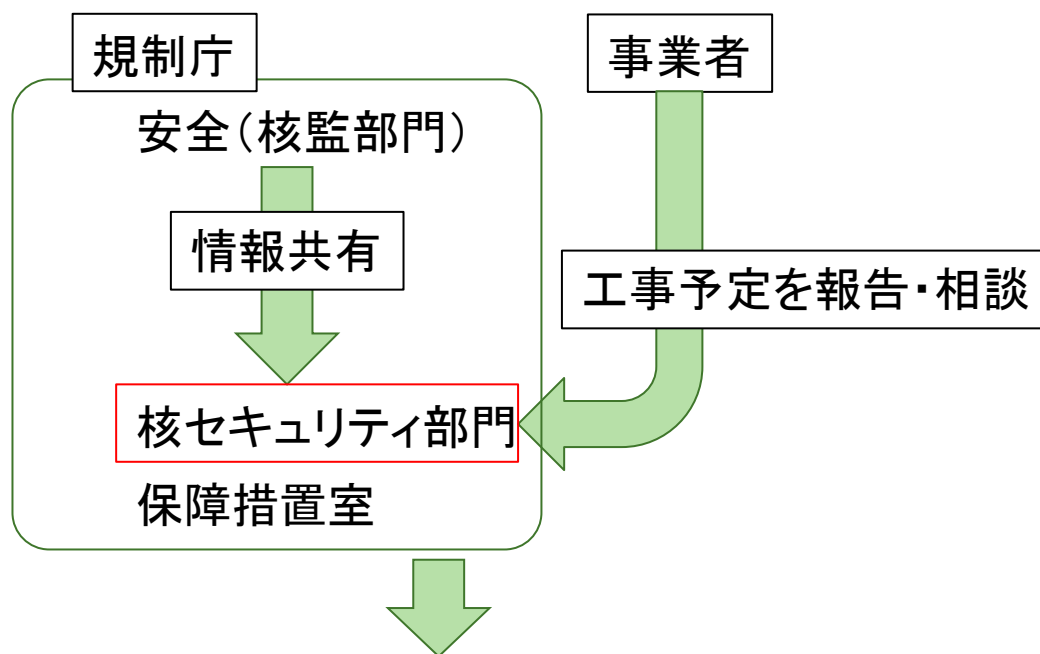 規制庁
事業者
安全(核監部門)
情報共有
工事予定を報告・相談
核セキュリティ部門
保障措置室